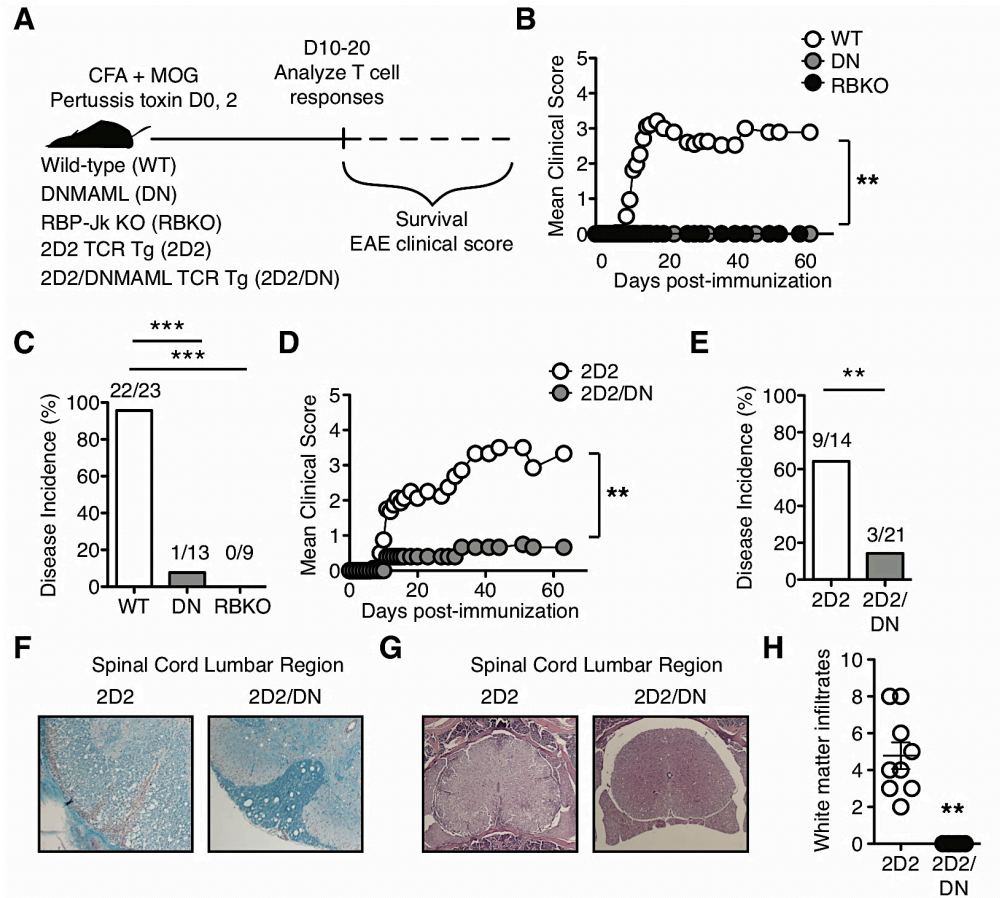 A
CFA + MOG
Pertussis toxin D0, 2
D10-20
Analyze T cell
responses
Wild-type (WT)
DNMAML (DN)
RBP-Jk KO (RBKO)
2D2 TCR Tg (2D2)
2D2/DNMAML TCR Tg (2D2/DN)
Survival
EAE clinical score
B
WT
DN
RBKO
Mean Clinical Score
5
4
3
2
1
0
0 20 40 60
Days post-immunization
**
C
***
***
Disease Incidence (%)
100
80
60
40
20
0
22/23
1/13 0/9
WT DN RBKO
D
2D2
2D2/DN
Mean Clinical Score
5
4
3
2
1
0
0 20 40 60
Days post-immunization
**
E
**
Disease Incidence (%)
100
80
60
40
20
0
9/14
3/21
2D2 2D2/
DN
F
Spinal Cord Lumbar Region
2D2 2D2/DN
G
Spinal Cord Lumbar Region
2D2 2D2/DN
H
White matter infiltrates
10
8
6
4
2
0
**
2D2 2D2/
DN